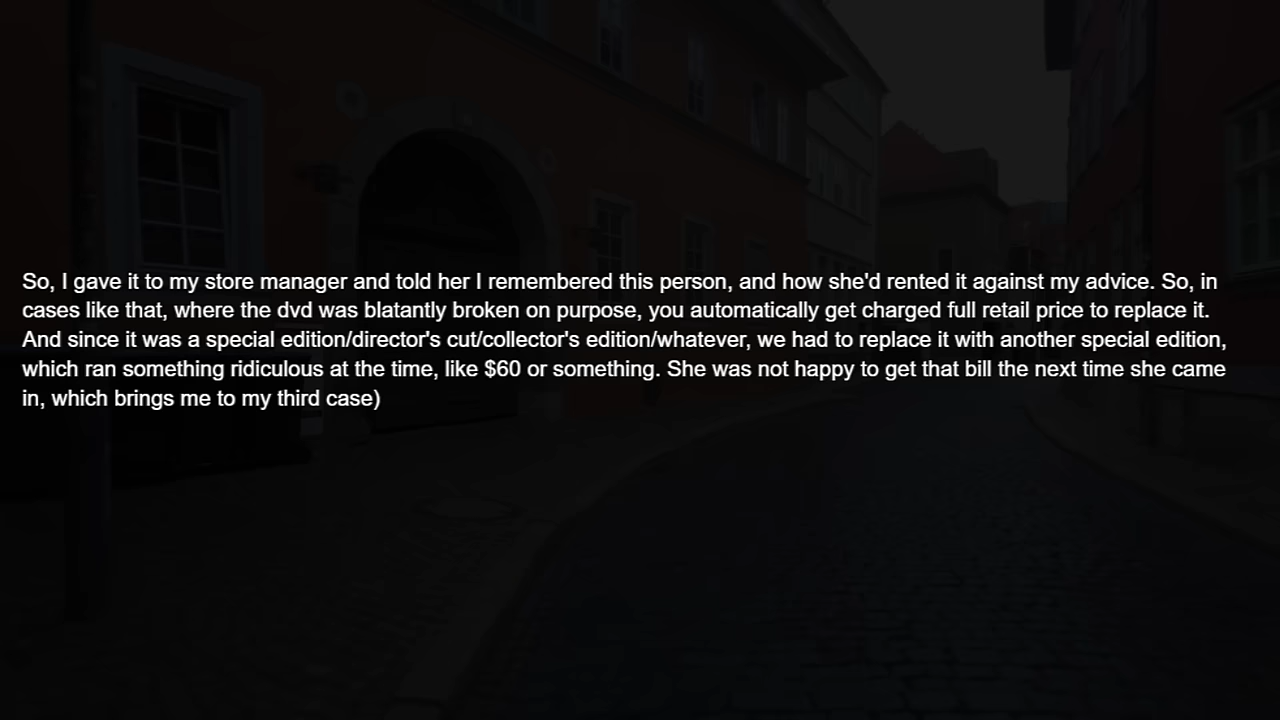 So, I gave it to my store manager and told her I remembered this person, and how she'd rented it against my advice. So, in
cases like that, where the dvd was blatantly broken on purpose, you automatically get charged full retail price to replace it.
And since it was a special edition/director's cut/collector's edition/whatever, we had to replace it with another special edition,
which ran something ridiculous at the time, like $60 or something. She was not happy to get that bill the next time she came
in, which brings me to my third case)